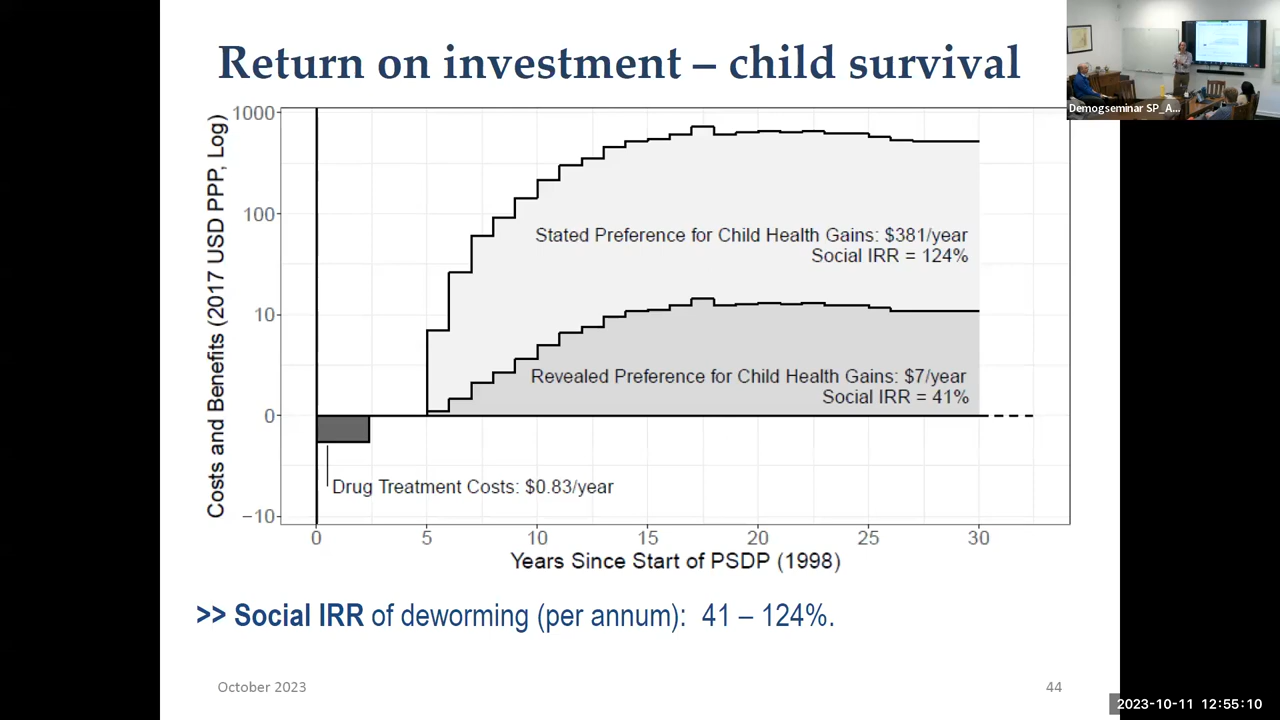 Return on investment – child survival
Demogseminar SP_A...
Costs and Benefits (2017 USD PPP, Log)
1000
100
10
0
−10
Stated Preference for Child Health Gains: $381/year
Social IRR = 124%
Revealed Preference for Child Health Gains: $7/year
Social IRR = 41%
Drug Treatment Costs: $0.83/year
0 5 10 15 20 25 30
Years Since Start of PSDP (1998)
>> Social IRR of deworming (per annum): 41 – 124%.
October 2023
44
2023-10-11 12:55:10